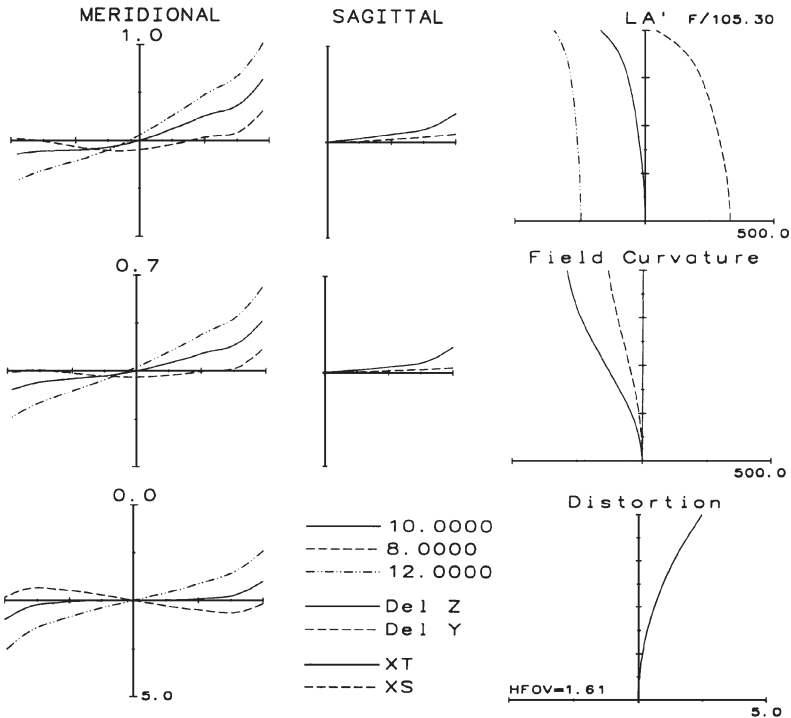 MERIDIONAL
SAGITTAL
LA' F/105.30
1.0
500.0
0.7
Field Curvature
500.0
0.0
5.0
10.0000
8.0000
12.0000
Del Z
Del Y
XT
XS
Distortion
HFOV=1.61
5.0